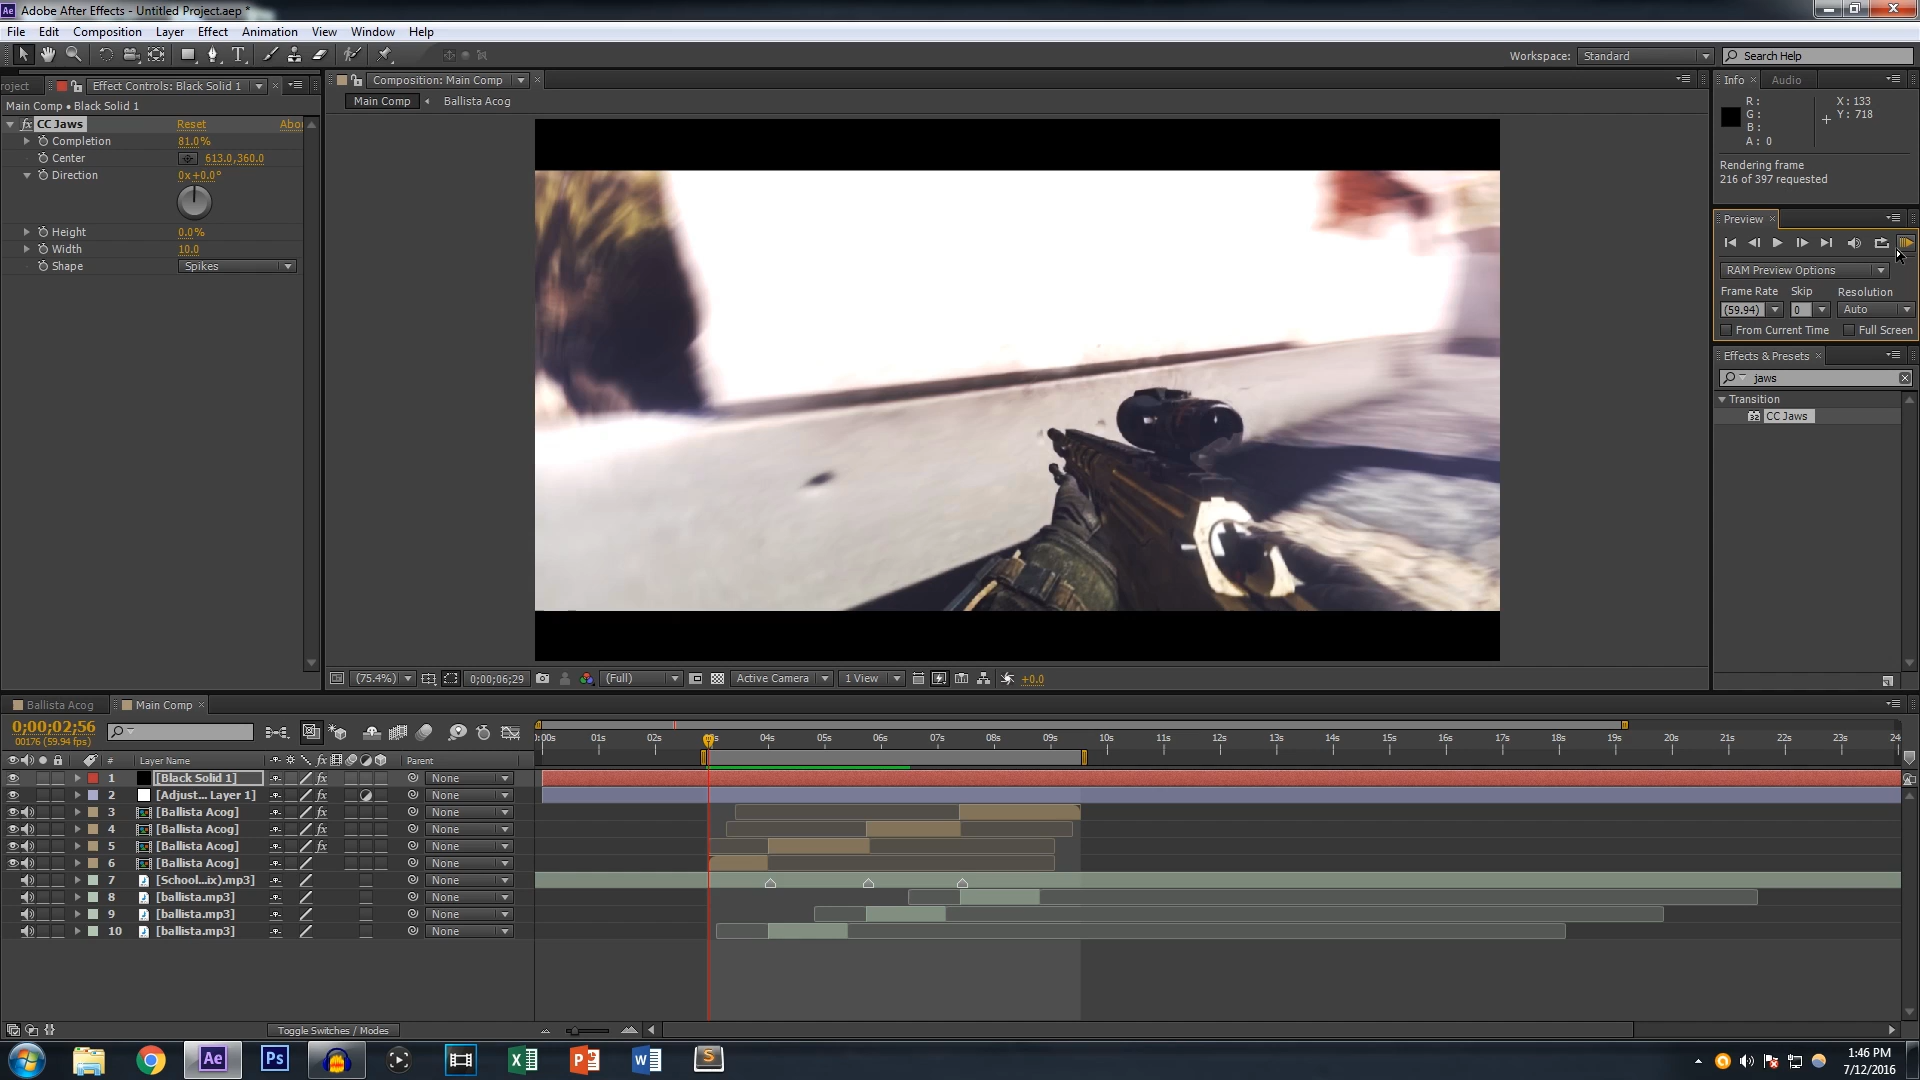 Ae Adobe After Effects - Untitled Project.aep *
File Edit Composition Layer Effect Animation View Window Help
Workspace: Standard Search Help
roject Effect Controls: Black Solid 1
Main Comp • Black Solid 1
fx CC Jaws Reset Abo
Completion 81.0%
Center 613.0,360.0
Direction 0x+0.0°
Height 0.0%
Width 10.0
Shape Spikes
Composition: Main Comp
Main Comp Ballista Acog
(75.4%) 0;00;06;29 (Full) Active Camera 1 View +0.0
Info Audio
R : X : 133
G : Y : 718
B :
A : 0
Rendering frame
216 of 397 requested
Preview
RAM Preview Options
Frame Rate Skip Resolution
(59.94) 0 Auto
From Current Time Full Screen
Effects & Presets
jaws
Transition
32 CC Jaws
Ballista Acog Main Comp
0;00;02;56
00176 (59.94 fps)
:00s 01s 02s 04s 05s 06s 07s 08s 09s 10s 11s 12s 13s 14s 15s 16s 17s 18s 19s 20s 21s 22s 23s 24
# Layer Name fx Parent
1 [Black Solid 1] fx None
2 [Adjust... Layer 1] fx None
3 [Ballista Acog] fx None
4 [Ballista Acog] fx None
5 [Ballista Acog] fx None
6 [Ballista Acog] None
7 [School...ix).mp3] None
8 [ballista.mp3] None
9 [ballista.mp3] None
10 [ballista.mp3] None
Toggle Switches / Modes
Ae Ps X P W S
1:46 PM
7/12/2016